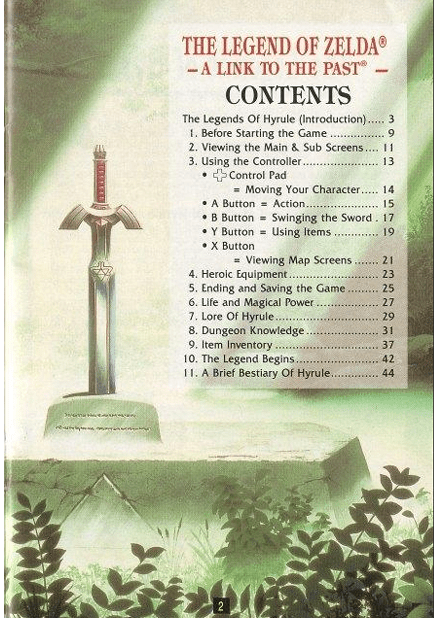 THE LEGEND OF ZELDA®
– A LINK TO THE PAST® –
CONTENTS
The Legends Of Hyrule (Introduction)..... 3
1. Before Starting the Game ................ 9
2. Viewing the Main & Sub Screens .... 11
3. Using the Controller...................... 13
• Control Pad
= Moving Your Character..... 14
• A Button = Action..................... 15
• B Button = Swinging the Sword . 17
• Y Button = Using Items ............. 19
• X Button
= Viewing Map Screens ....... 21
4. Heroic Equipment.......................... 23
5. Ending and Saving the Game ......... 25
6. Life and Magical Power .................. 27
7. Lore Of Hyrule.............................. 29
8. Dungeon Knowledge ..................... 31
9. Item Inventory ............................. 37
10. The Legend Begins ....................... 42
11. A Brief Bestiary Of Hyrule.............. 44
2